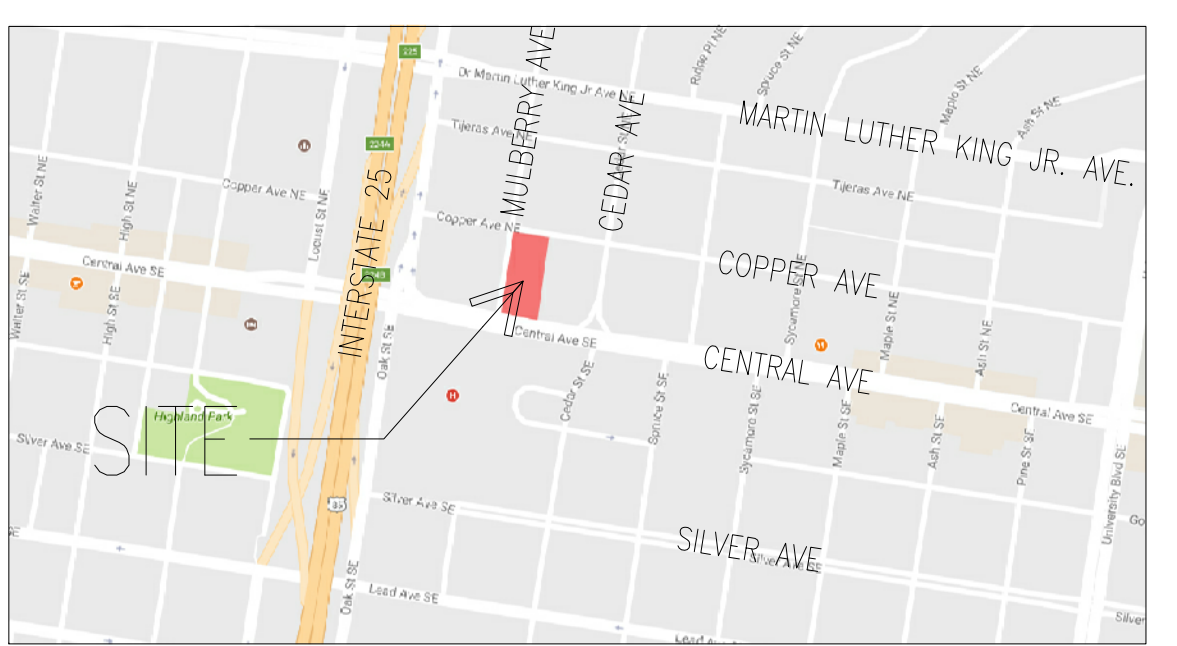 225
Ridge Pl NE
Spruce St NE
MULBERRY AVE
Dr Martin Luther King Jr Ave NE
Maple St NE
Ash St NE
MARTIN LUTHER KING JR. AVE.
CEDAR AVE
Tijeras Ave NE
224A
Walter St NE
High St NE
Copper Ave NE
Locust St NE
INTERSTATE 25
Tijeras Ave NE
Copper Ave NE
COPPER AVE
Central Ave SE
Walter St SE
High St SE
Sycamore St NE
Maple St NE
Ash St NE
Central Ave SE
Oak St SE
CENTRAL AVE
H
Cedar St SE
Spruce St SE
Sycamore St SE
Maple St SE
Ash St SE
Central Ave SE
Pine St SE
University Blvd SE
SITE
Highland Park
Silver Ave SE
85
Silver Ave SE
Go
SILVER AVE
Silver Ave SE
SE
Oak St SE
Lead Ave SE
Silver
Lead Av